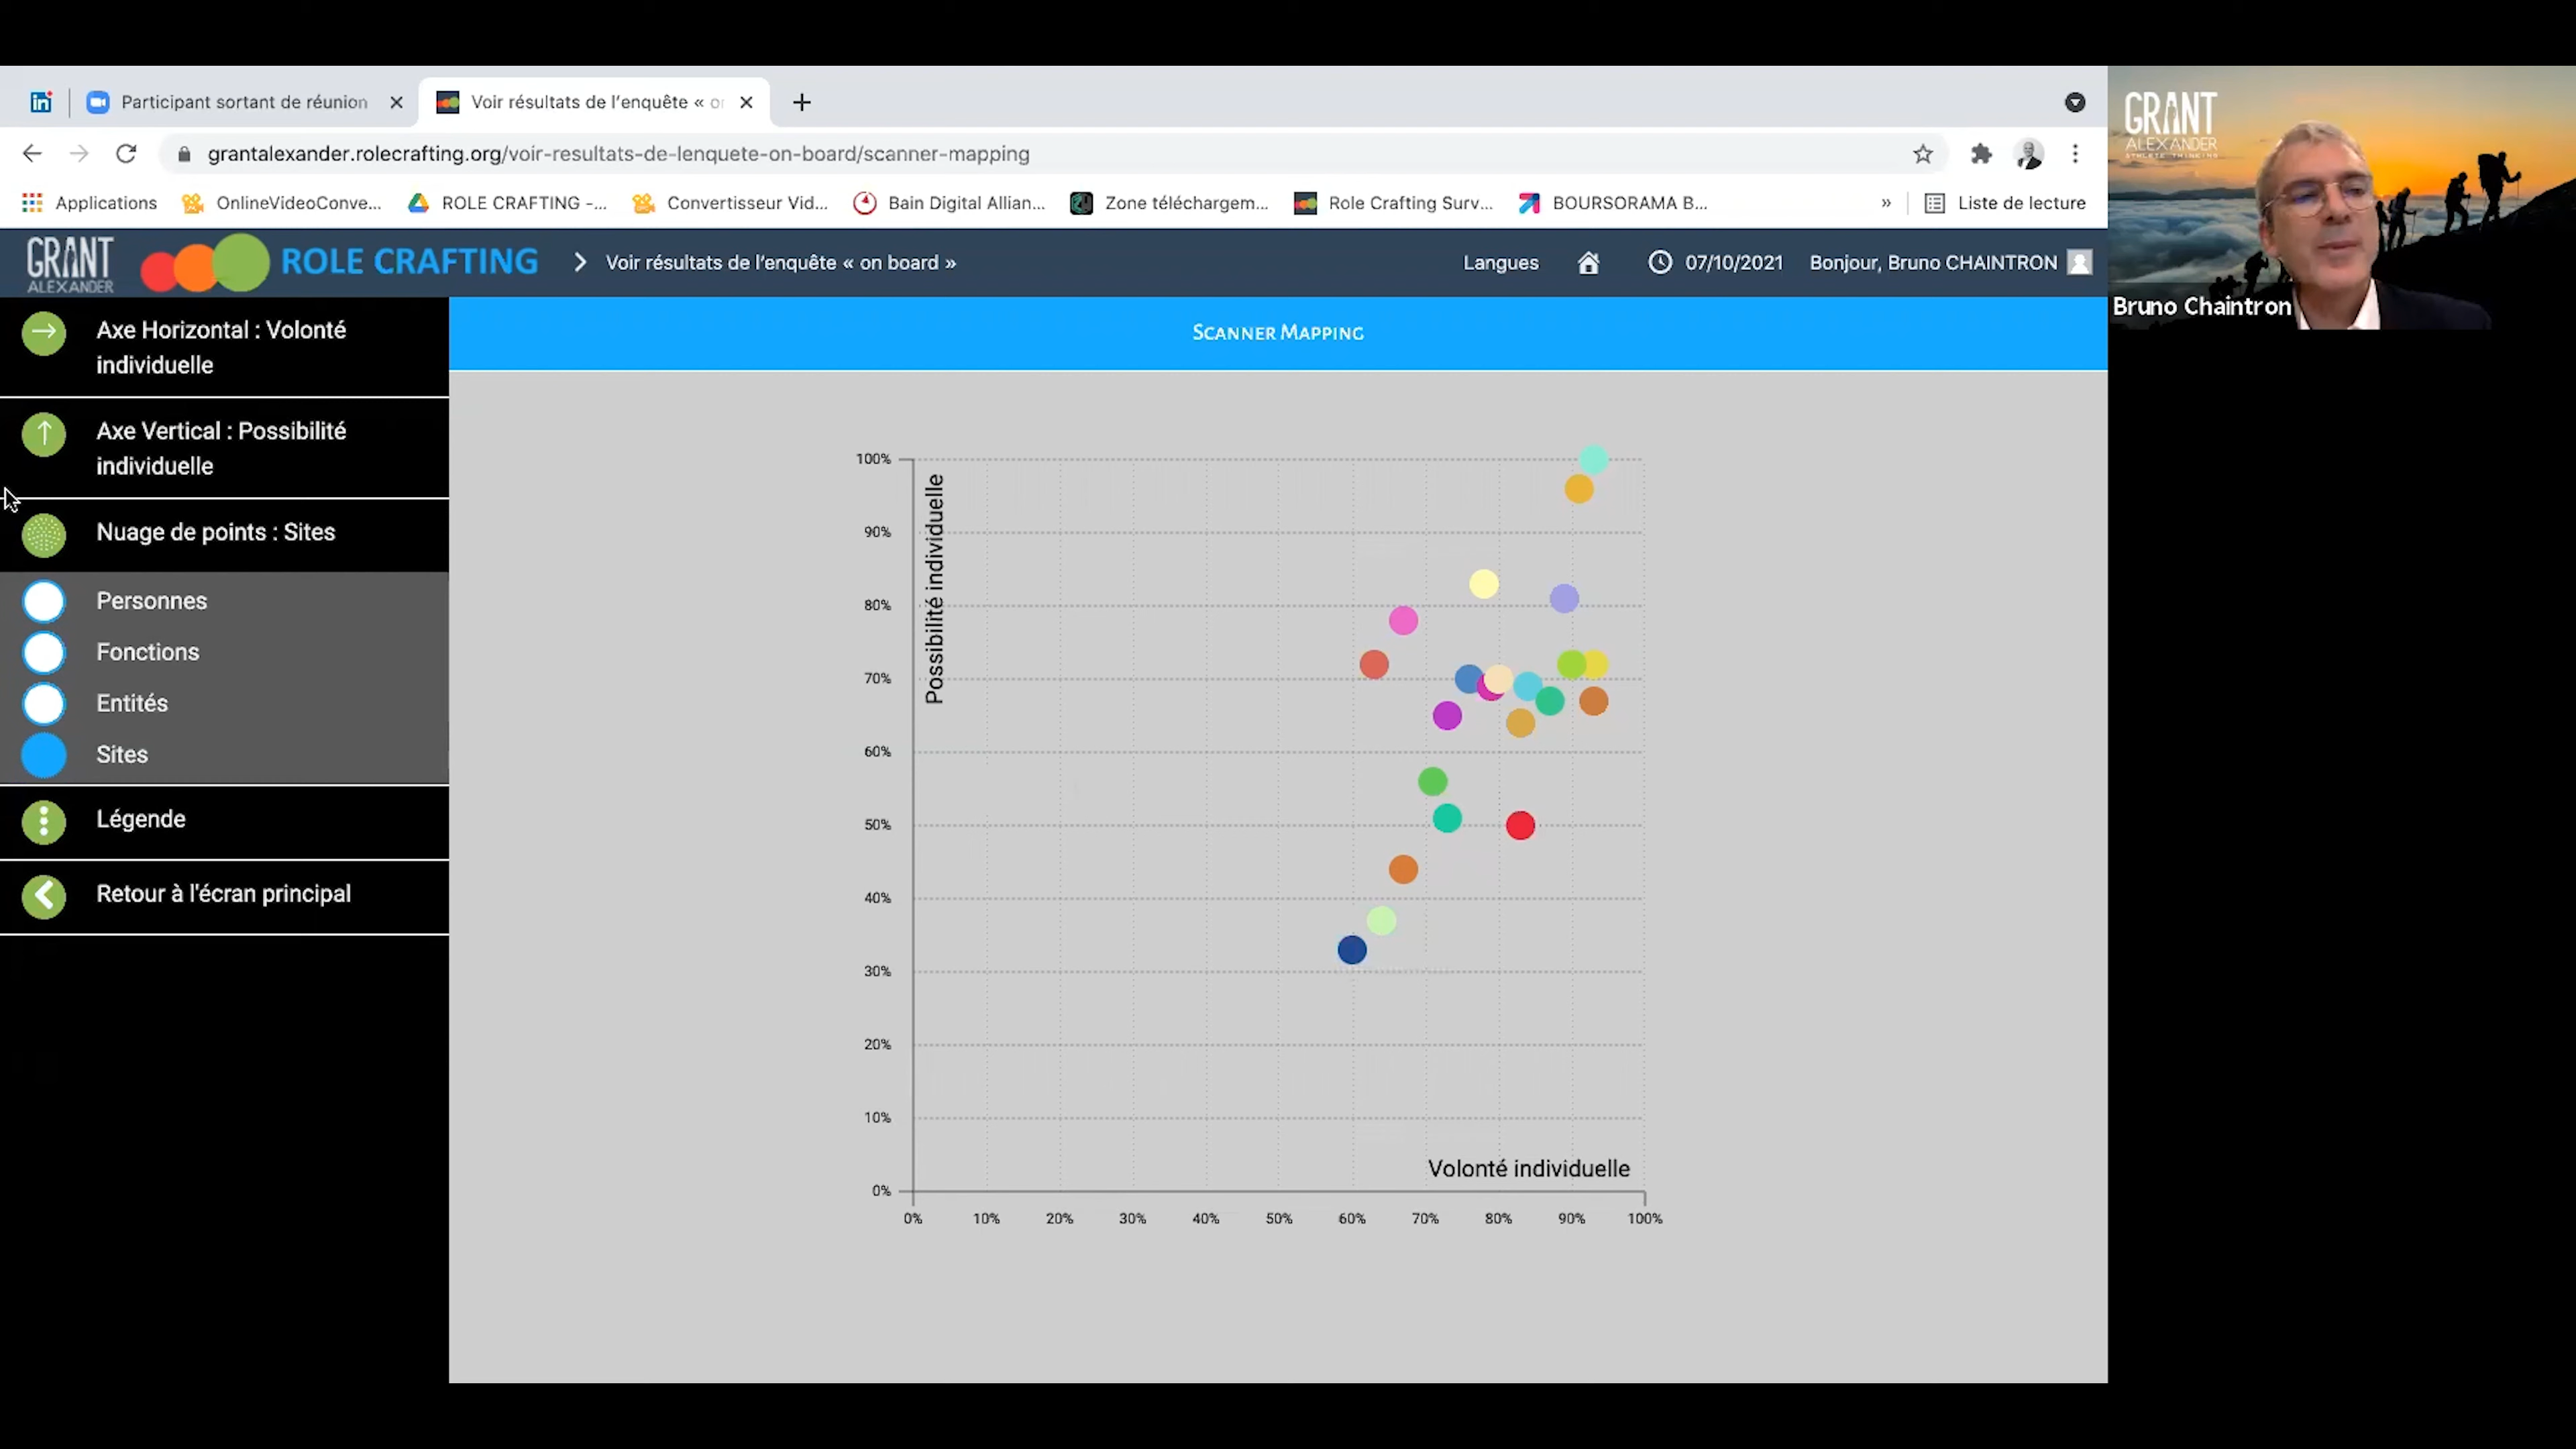 Participant sortant de réunion
Voir résultats de l'enquête « on
grantalexander.rolecrafting.org/voir-resultats-de-lenquete-on-board/scanner-mapping
Applications
OnlineVideoConve...
ROLE CRAFTING -...
Convertisseur Vid...
Bain Digital Allian...
Zone téléchargem...
Role Crafting Surv...
BOURSORAMA B...
»
Liste de lecture
GRANT
ALEXANDER
ROLE CRAFTING
Voir résultats de l'enquête « on board »
Langues
07/10/2021
Bonjour, Bruno CHAINTRON
Axe Horizontal : Volonté
individuelle
Axe Vertical : Possibilité
individuelle
Nuage de points : Sites
Personnes
Fonctions
Entités
Sites
Légende
Retour à l'écran principal
Scanner Mapping
Possibilité individuelle
100%
90%
80%
70%
60%
50%
40%
30%
20%
10%
0%
Volonté individuelle
0% 10% 20% 30% 40% 50% 60% 70% 80% 90% 100%
GRANT
ALEXANDER
ATHLETE THINKING
Bruno Chaintron
in